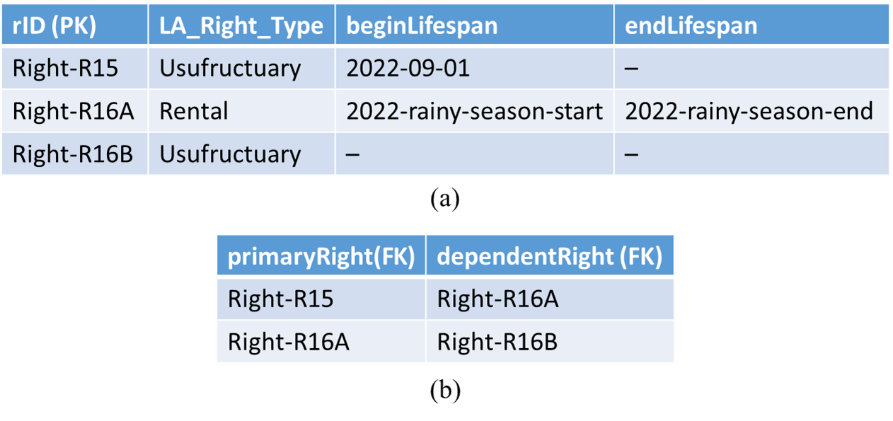 rID (PK) LA_Right_Type beginLifespan endLifespan
Right-R15 Usufructuary 2022-09-01 –
Right-R16A Rental 2022-rainy-season-start 2022-rainy-season-end
Right-R16B Usufructuary – –
(a)
primaryRight(FK) dependentRight (FK)
Right-R15 Right-R16A
Right-R16A Right-R16B
(b)